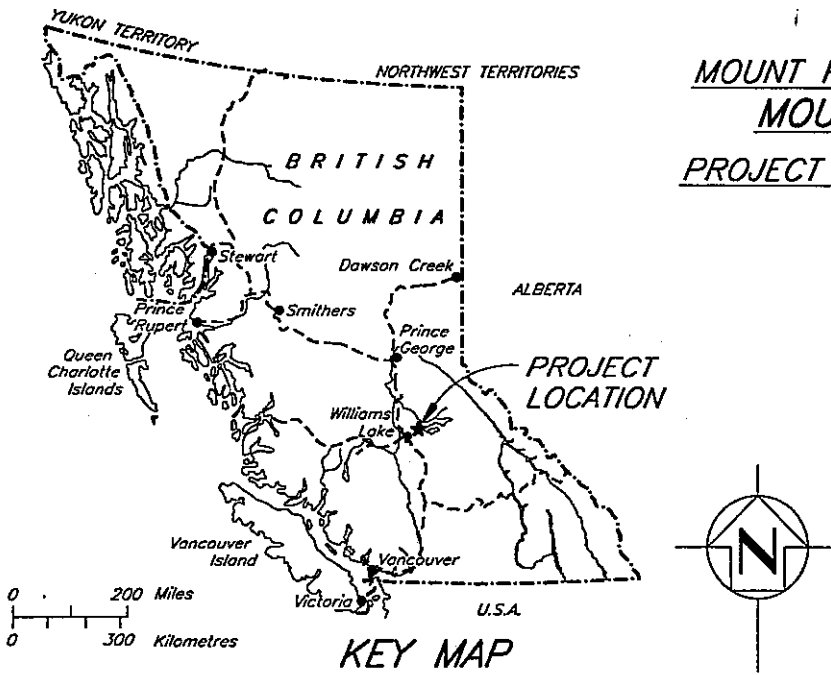 YUKON TERRITORY
NORTHWEST TERRITORIES
MOUNT
MOU
PROJECT
BRITISH
COLUMBIA
Stewart
Dawson Creek
ALBERTA
Prince
Rupert
Smithers
Prince
George
Queen
Charlotte
Islands
PROJECT
LOCATION
Williams
Lake
Vancouver
Island
Vancouver
N
0 200 Miles
Victoria
U.S.A.
0 300 Kilometres
KEY MAP